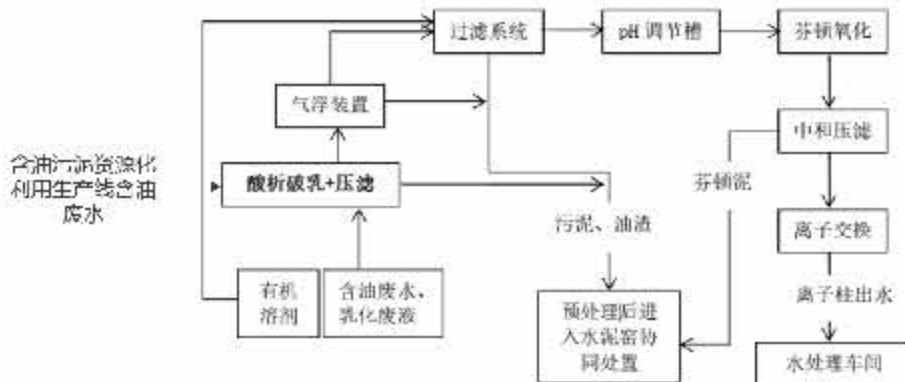 过滤系统
pH 调节槽
芬顿氧化
气浮装置
中和压滤
含油污泥资源化
利用生产线含油
废水
酸析破乳+压滤
芬顿泥
污泥、油渣
离子交换
有机
溶剂
含油废水、
乳化废液
预处理后进
入水泥窑协
同处置
离子柱出水
水处理车间